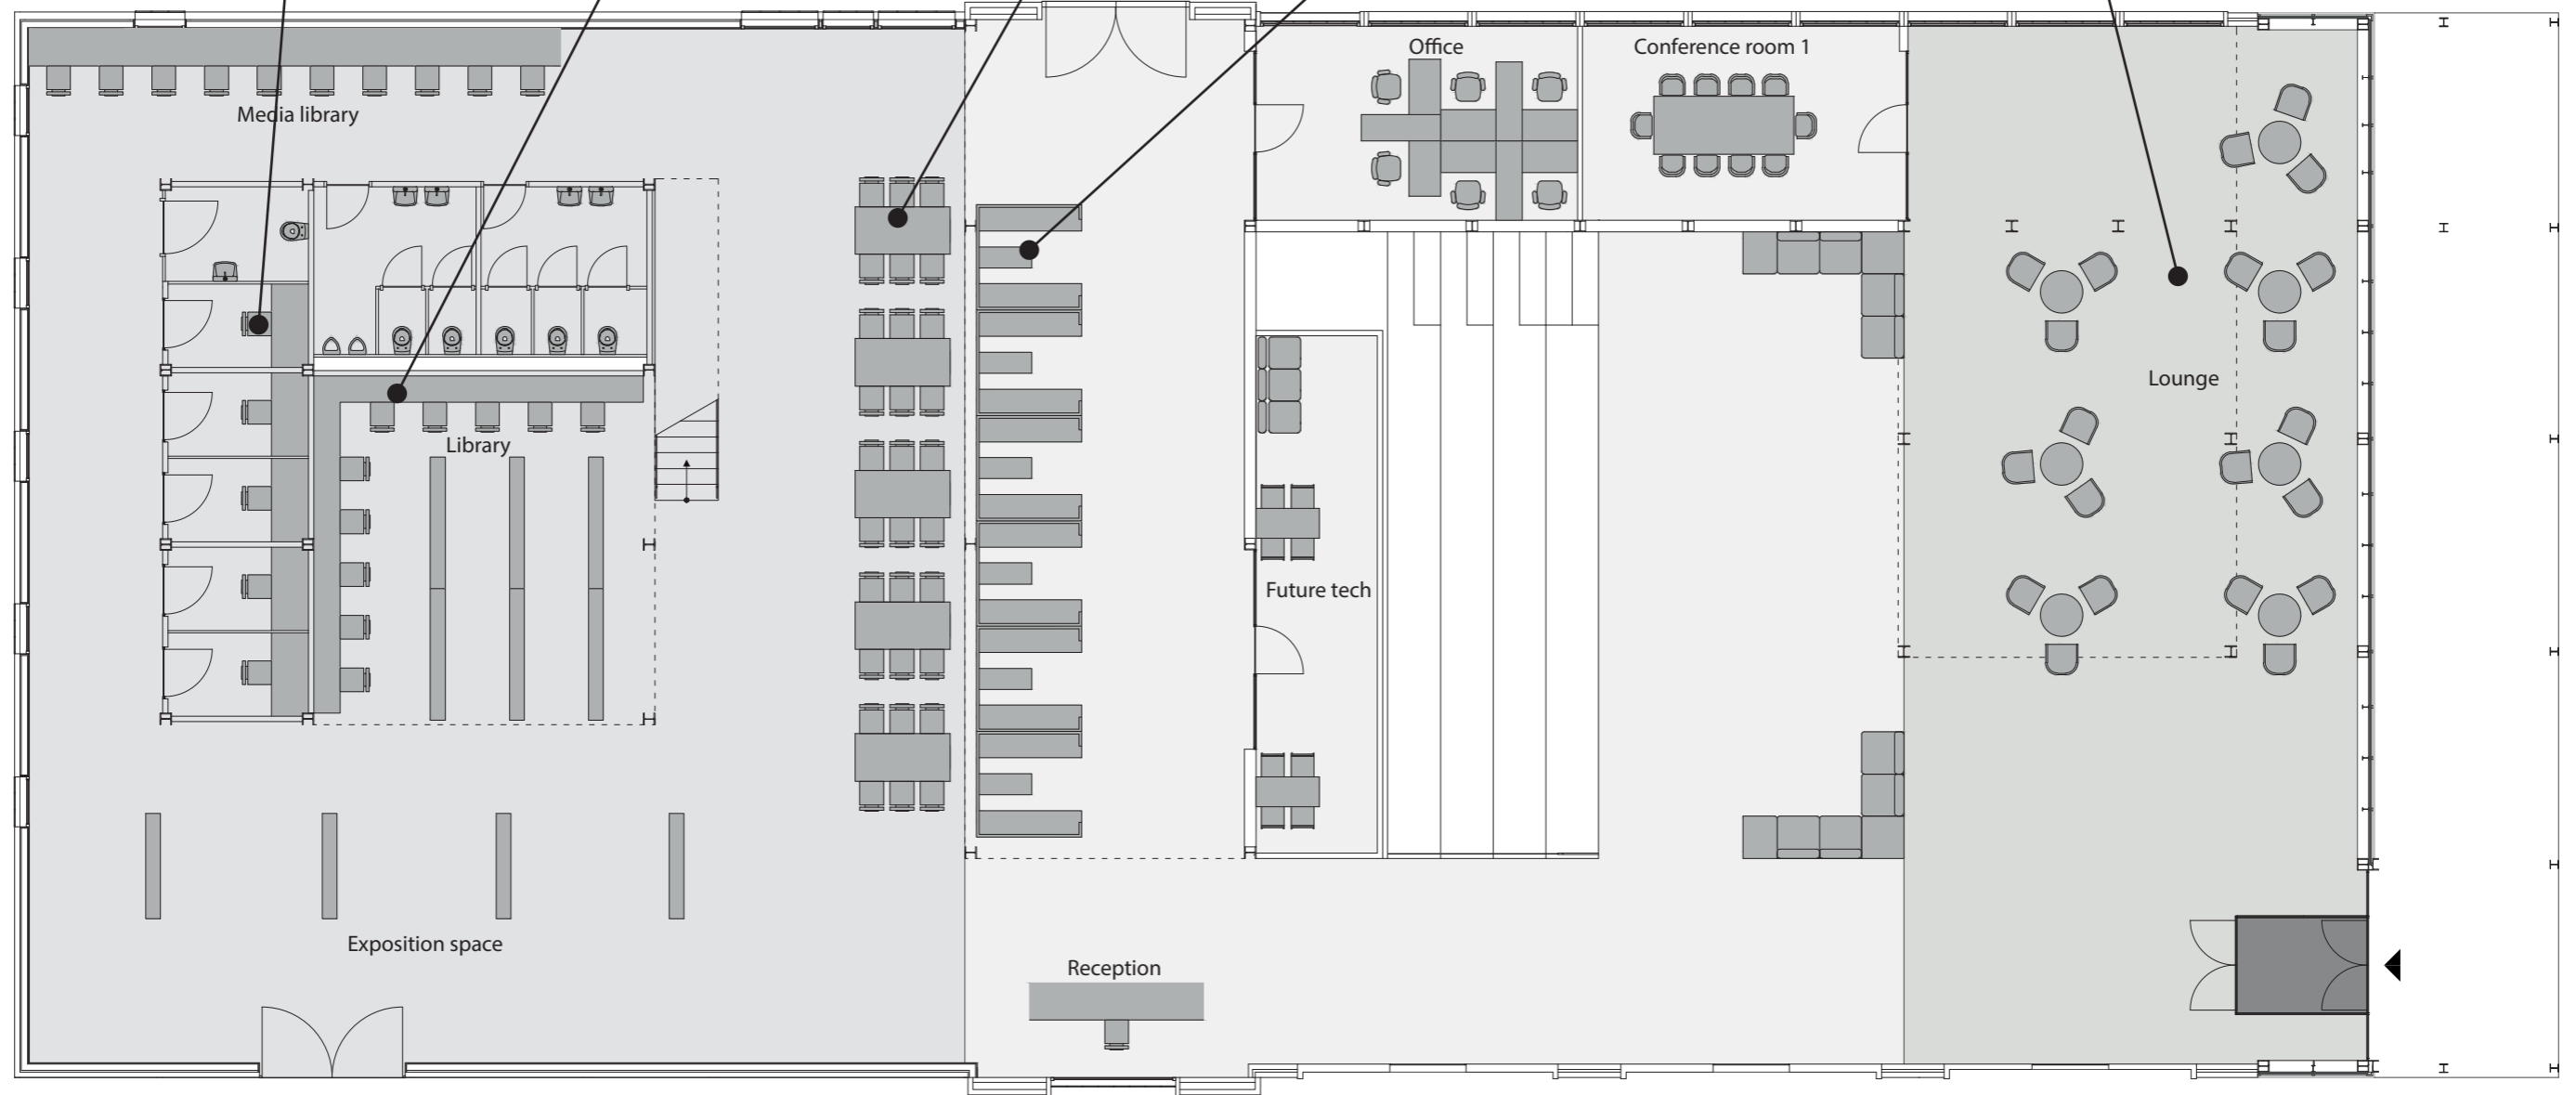 Office
Conference room 1
Media library
Lounge
Library
Future tech
Exposition space
Reception